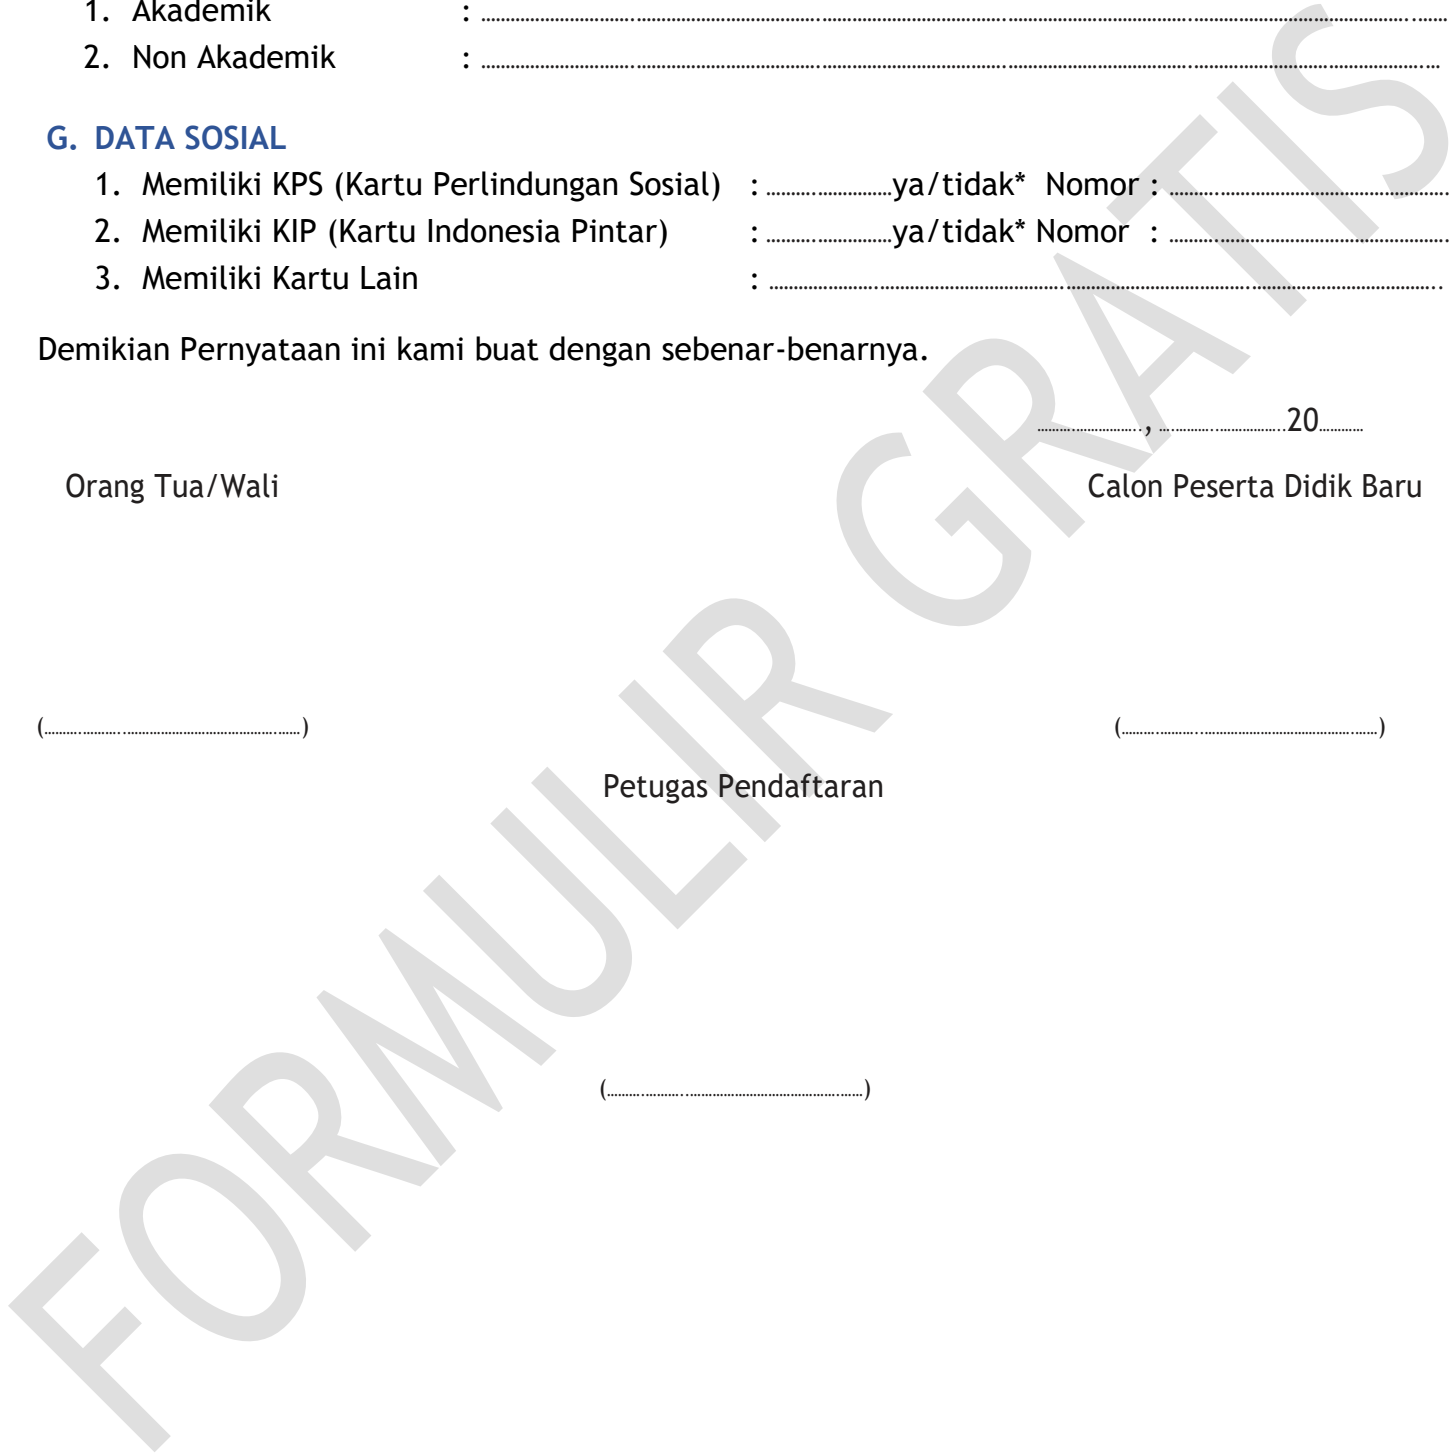 1. Akademik : ........................................................................
2. Non Akademik : ........................................................................
G. DATA SOSIAL
1. Memiliki KPS (Kartu Perlindungan Sosial) : ....................ya/tidak* Nomor : ........................................
2. Memiliki KIP (Kartu Indonesia Pintar) : ....................ya/tidak* Nomor : ........................................
3. Memiliki Kartu Lain : ........................................................................
Demikian Pernyataan ini kami buat dengan sebenar-benarnya.
...................., ....................20.........
Orang Tua/Wali Calon Peserta Didik Baru
(........................................) (........................................)
Petugas Pendaftaran
(........................................)
FORMULIR GRATIS